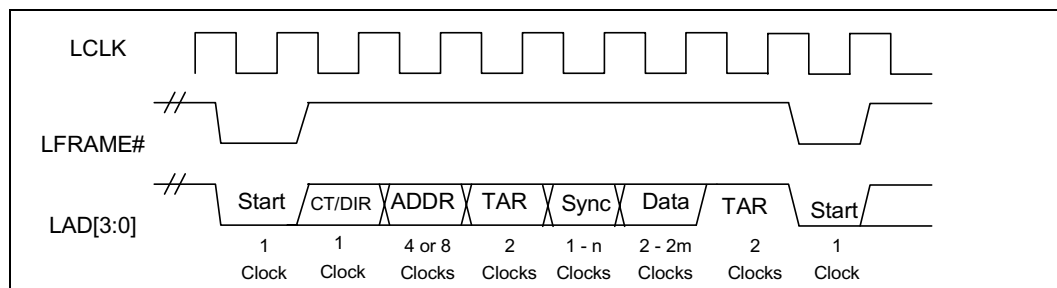 LCLK
LFRAME#
LAD[3:0]
Start CT/DIR ADDR TAR Sync Data TAR Start
1 1 4 or 8 2 1 - n 2 - 2m 2 1
Clock Clock Clocks Clocks Clocks Clocks Clocks Clock